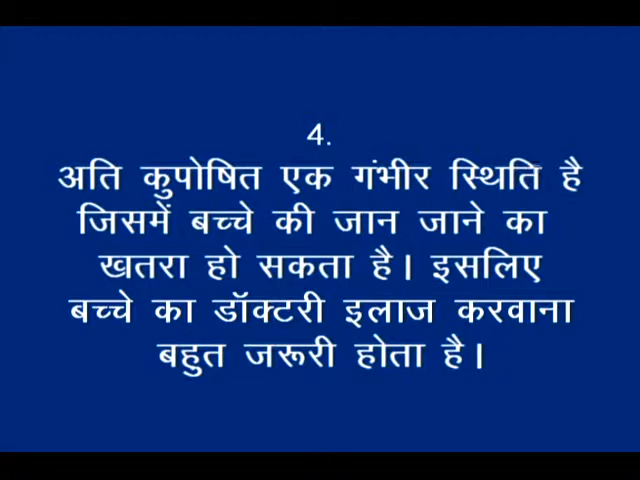 4.
अति कुपोषित एक गंभीर स्थिति है
जिसमें बच्चे की जान जाने का
खतरा हो सकता है। इसलिए
बच्चे का डॉक्टरी इलाज करवाना
बहुत जरूरी होता है।